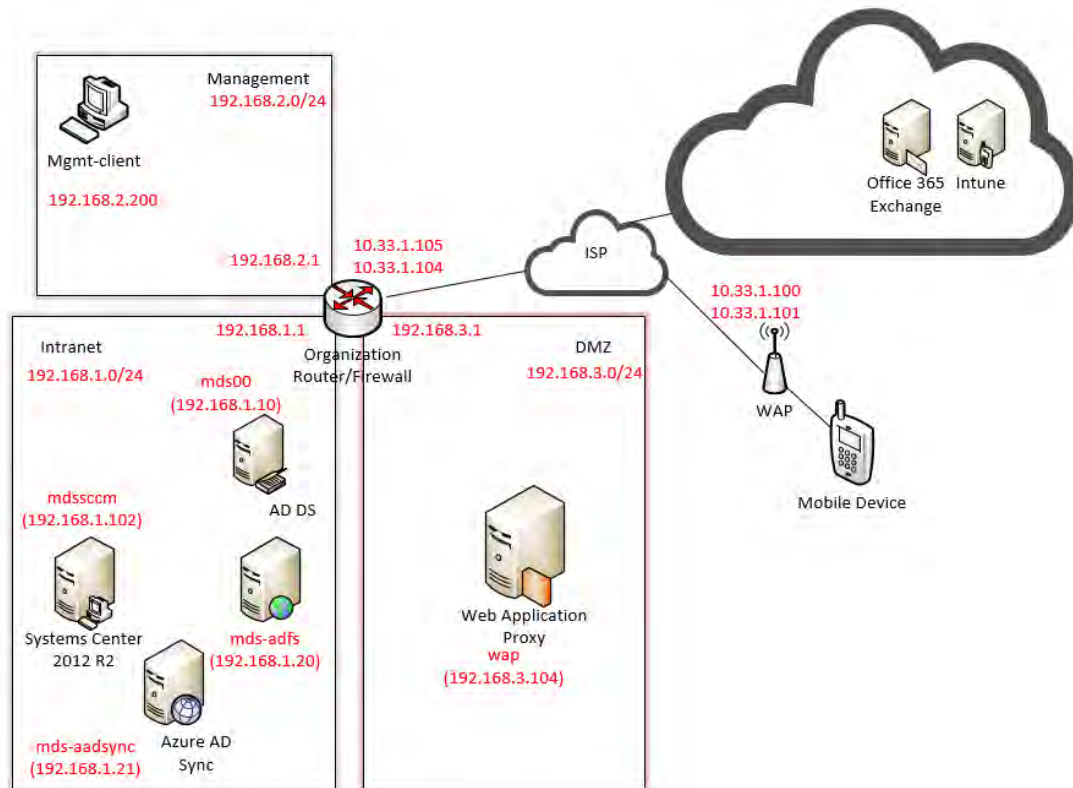 Management
192.168.2.0/24
Mgmt-client
192.168.2.200
192.168.2.1
10.33.1.105
10.33.1.104
ISP
Office 365
Exchange
Intune
10.33.1.100
10.33.1.101
WAP
Mobile Device
192.168.1.1
192.168.3.1
Organization
Router/Firewall
Intranet
192.168.1.0/24
mds00
(192.168.1.10)
AD DS
mdssccm
(192.168.1.102)
Systems Center
2012 R2
mds-adfs
(192.168.1.20)
mds-aadsync
(192.168.1.21)
Azure AD
Sync
DMZ
192.168.3.0/24
Web Application
Proxy
wap
(192.168.3.104)